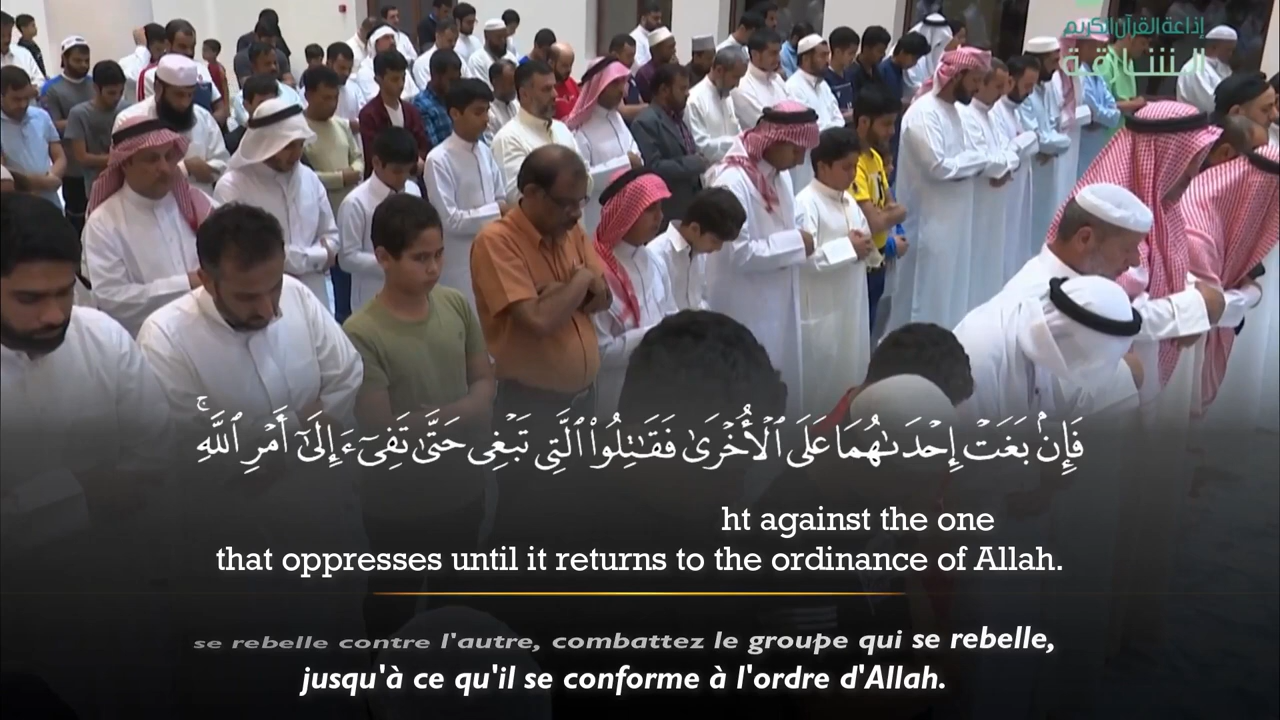 إذاعة القرآن الكريم
الشارقة
فَإِنۢ بَغَتْ إِحْدَىٰهُمَا عَلَى ٱلْأُخْرَىٰ فَقَـٰتِلُوا۟ ٱلَّتِى تَبْغِى حَتَّىٰ تَفِىٓءَ إِلَىٰٓ أَمْرِ ٱللَّهِ ۚ
ht against the one
that oppresses until it returns to the ordinance of Allah.
se rebelle contre l'autre, combattez le groupe qui se rebelle,
jusqu'à ce qu'il se conforme à l'ordre d'Allah.